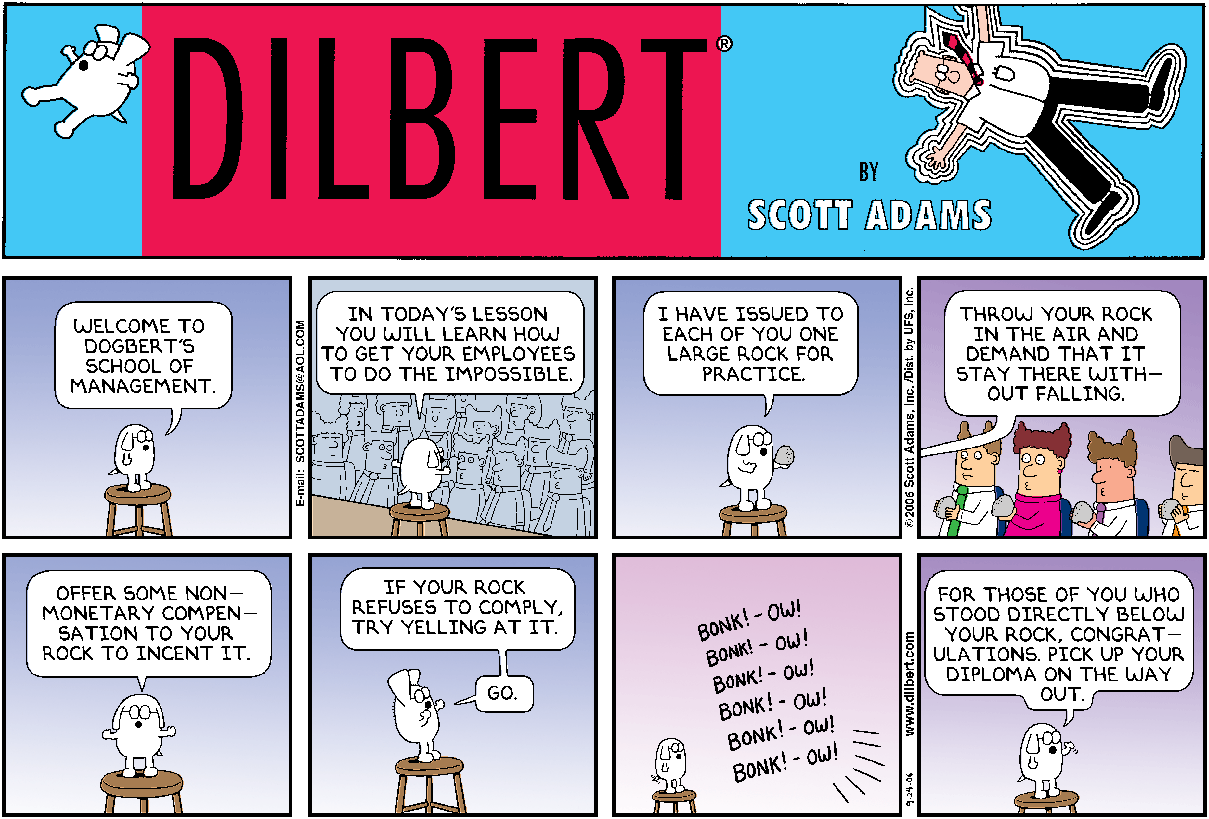 DILBERT®
BY
SCOTT ADAMS
WELCOME TO
DOGBERT'S
SCHOOL OF
MANAGEMENT.
E-mail: SCOTTADAMS@AOL.COM
IN TODAY'S LESSON
YOU WILL LEARN HOW
TO GET YOUR EMPLOYEES
TO DO THE IMPOSSIBLE.
I HAVE ISSUED TO
EACH OF YOU ONE
LARGE ROCK FOR
PRACTICE.
© 2006 Scott Adams, Inc./Dist. by UFS, Inc.
THROW YOUR ROCK
IN THE AIR AND
DEMAND THAT IT
STAY THERE WITH-
OUT FALLING.
OFFER SOME NON-
MONETARY COMPEN-
SATION TO YOUR
ROCK TO INCENT IT.
IF YOUR ROCK
REFUSES TO COMPLY,
TRY YELLING AT IT.
GO.
BONK! - OW!
BONK! - OW!
BONK! - OW!
BONK! - OW!
BONK! - OW!
BONK! - OW!
9-24-06
www.dilbert.com
FOR THOSE OF YOU WHO
STOOD DIRECTLY BELOW
YOUR ROCK, CONGRAT-
ULATIONS. PICK UP YOUR
DIPLOMA ON THE WAY
OUT.